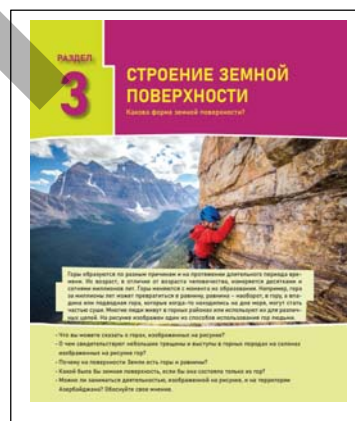 РАЗДЕЛ
3
СТРОЕНИЕ ЗЕМНОЙ
ПОВЕРХНОСТИ
Какова форма земной поверхности?
Горы образуются по разным причинам и на протяжении длительного периода вре-
мени. Их возраст, в отличие от возраста человечества, измеряется десятками и
сотнями миллионов лет. Горы меняются с момента их образования. Например, гора
за миллионы лет может превратиться в равнину, равнина – наоборот, в гору, а впа-
дина или подводная гора, которые когда-то находились на дне моря, могут стать
частью суши. Многие люди живут в горных районах или используют их для различ-
ных целей. На рисунке изображен один из способов использования гор людьми.
• Что вы можете сказать о горах, изображенных на рисунке?
• О чем свидетельствуют небольшие трещины и выступы в горных породах на склонах
изображенных на рисунке гор?
• Почему на поверхности Земли есть горы и равнины?
• Какой была бы земная поверхность, если бы она состояла только из гор?
• Можно ли заниматься деятельностью, изображенной на рисунке, и на территории
Азербайджана? Обоснуйте свое мнение.